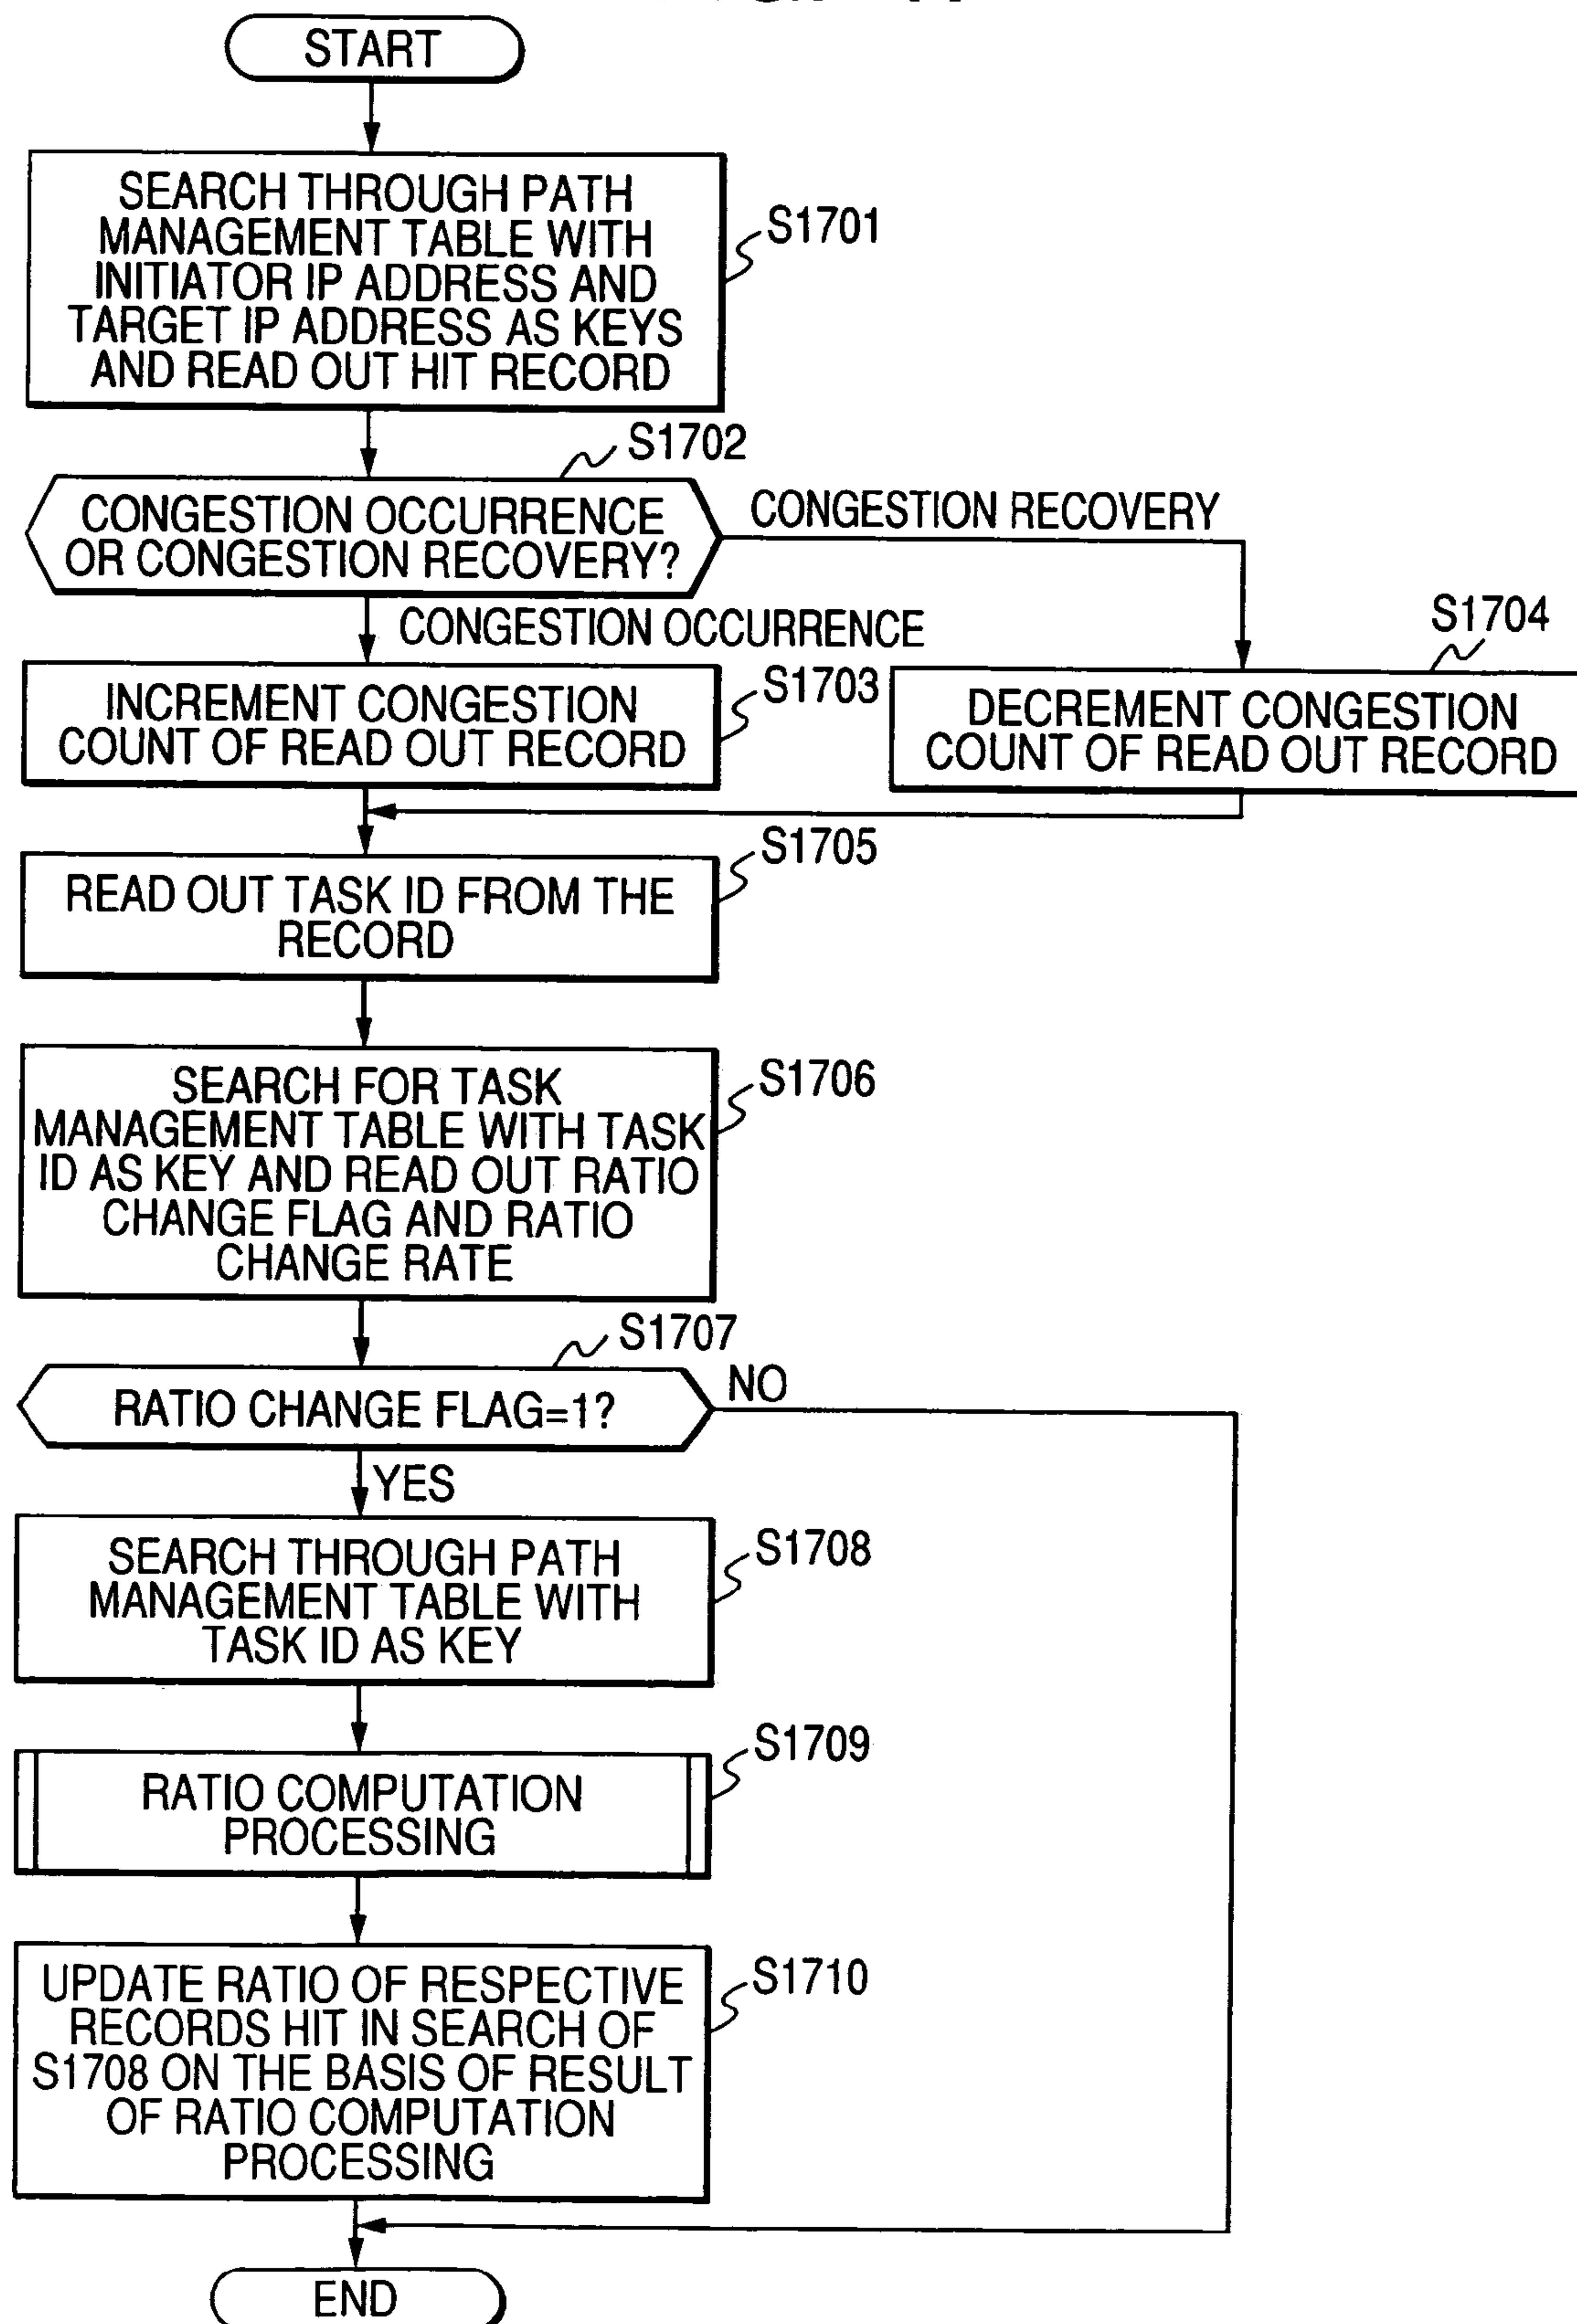 START
SEARCH THROUGH PATH
MANAGEMENT TABLE WITH
INITIATOR IP ADDRESS AND
TARGET IP ADDRESS AS KEYS
AND READ OUT HIT RECORD
S1701
S1702
CONGESTION OCCURRENCE
OR CONGESTION RECOVERY?
CONGESTION RECOVERY
CONGESTION OCCURRENCE
INCREMENT CONGESTION
COUNT OF READ OUT RECORD
S1703
S1704
DECREMENT CONGESTION
COUNT OF READ OUT RECORD
READ OUT TASK ID FROM THE
RECORD
S1705
SEARCH FOR TASK
MANAGEMENT TABLE WITH TASK
ID AS KEY AND READ OUT RATIO
CHANGE FLAG AND RATIO
CHANGE RATE
S1706
S1707
RATIO CHANGE FLAG=1?
NO
YES
SEARCH THROUGH PATH
MANAGEMENT TABLE WITH
TASK ID AS KEY
S1708
RATIO COMPUTATION
PROCESSING
S1709
UPDATE RATIO OF RESPECTIVE
RECORDS HIT IN SEARCH OF
S1708 ON THE BASIS OF RESULT
OF RATIO COMPUTATION
PROCESSING
S1710
END